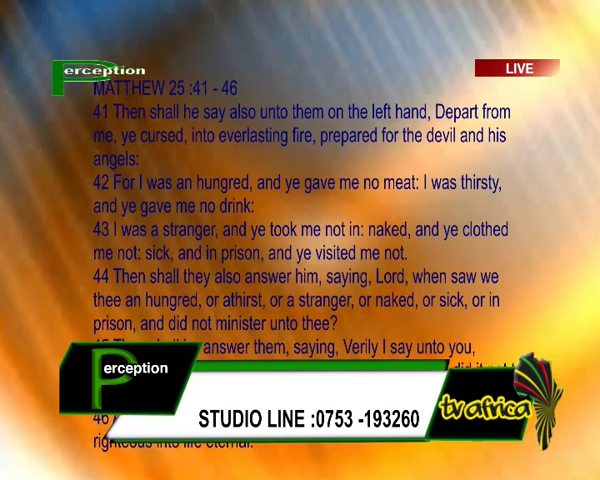 Perception
LIVE
MATTHEW 25 :41 - 46
41 Then shall he say also unto them on the left hand, Depart from
me, ye cursed, into everlasting fire, prepared for the devil and his
angels:
42 For I was an hungred, and ye gave me no meat: I was thirsty,
and ye gave me no drink:
43 I was a stranger, and ye took me not in: naked, and ye clothed
me not: sick, and in prison, and ye visited me not.
44 Then shall they also answer him, saying, Lord, when saw we
thee an hungred, or athirst, or a stranger, or naked, or sick, or in
prison, and did not minister unto thee?
answer them, saying, Verily I say unto you,
Perception
STUDIO LINE :0753 -193260
tv africa
46
righteous into life eternal.